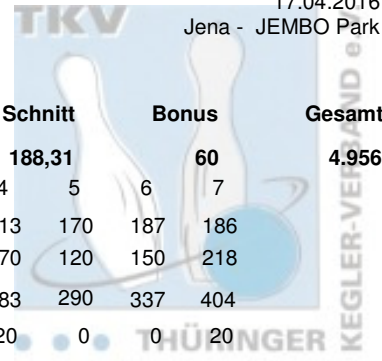 17.04.2016
TKV
Jena - JEMBO Park
Schnitt Bonus Gesamt
188,31 60 4.956
4 5 6 7
13 170 187 186
70 120 150 218
83 290 337 404
20 0 0 20
THÜRINGER KEGLER-VERBAND e.V.